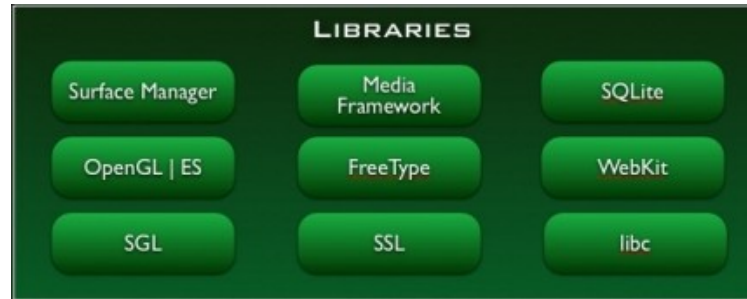 LIBRARIES
Surface Manager
Media
Framework
SQLite
OpenGL | ES
FreeType
WebKit
SGL
SSL
libc